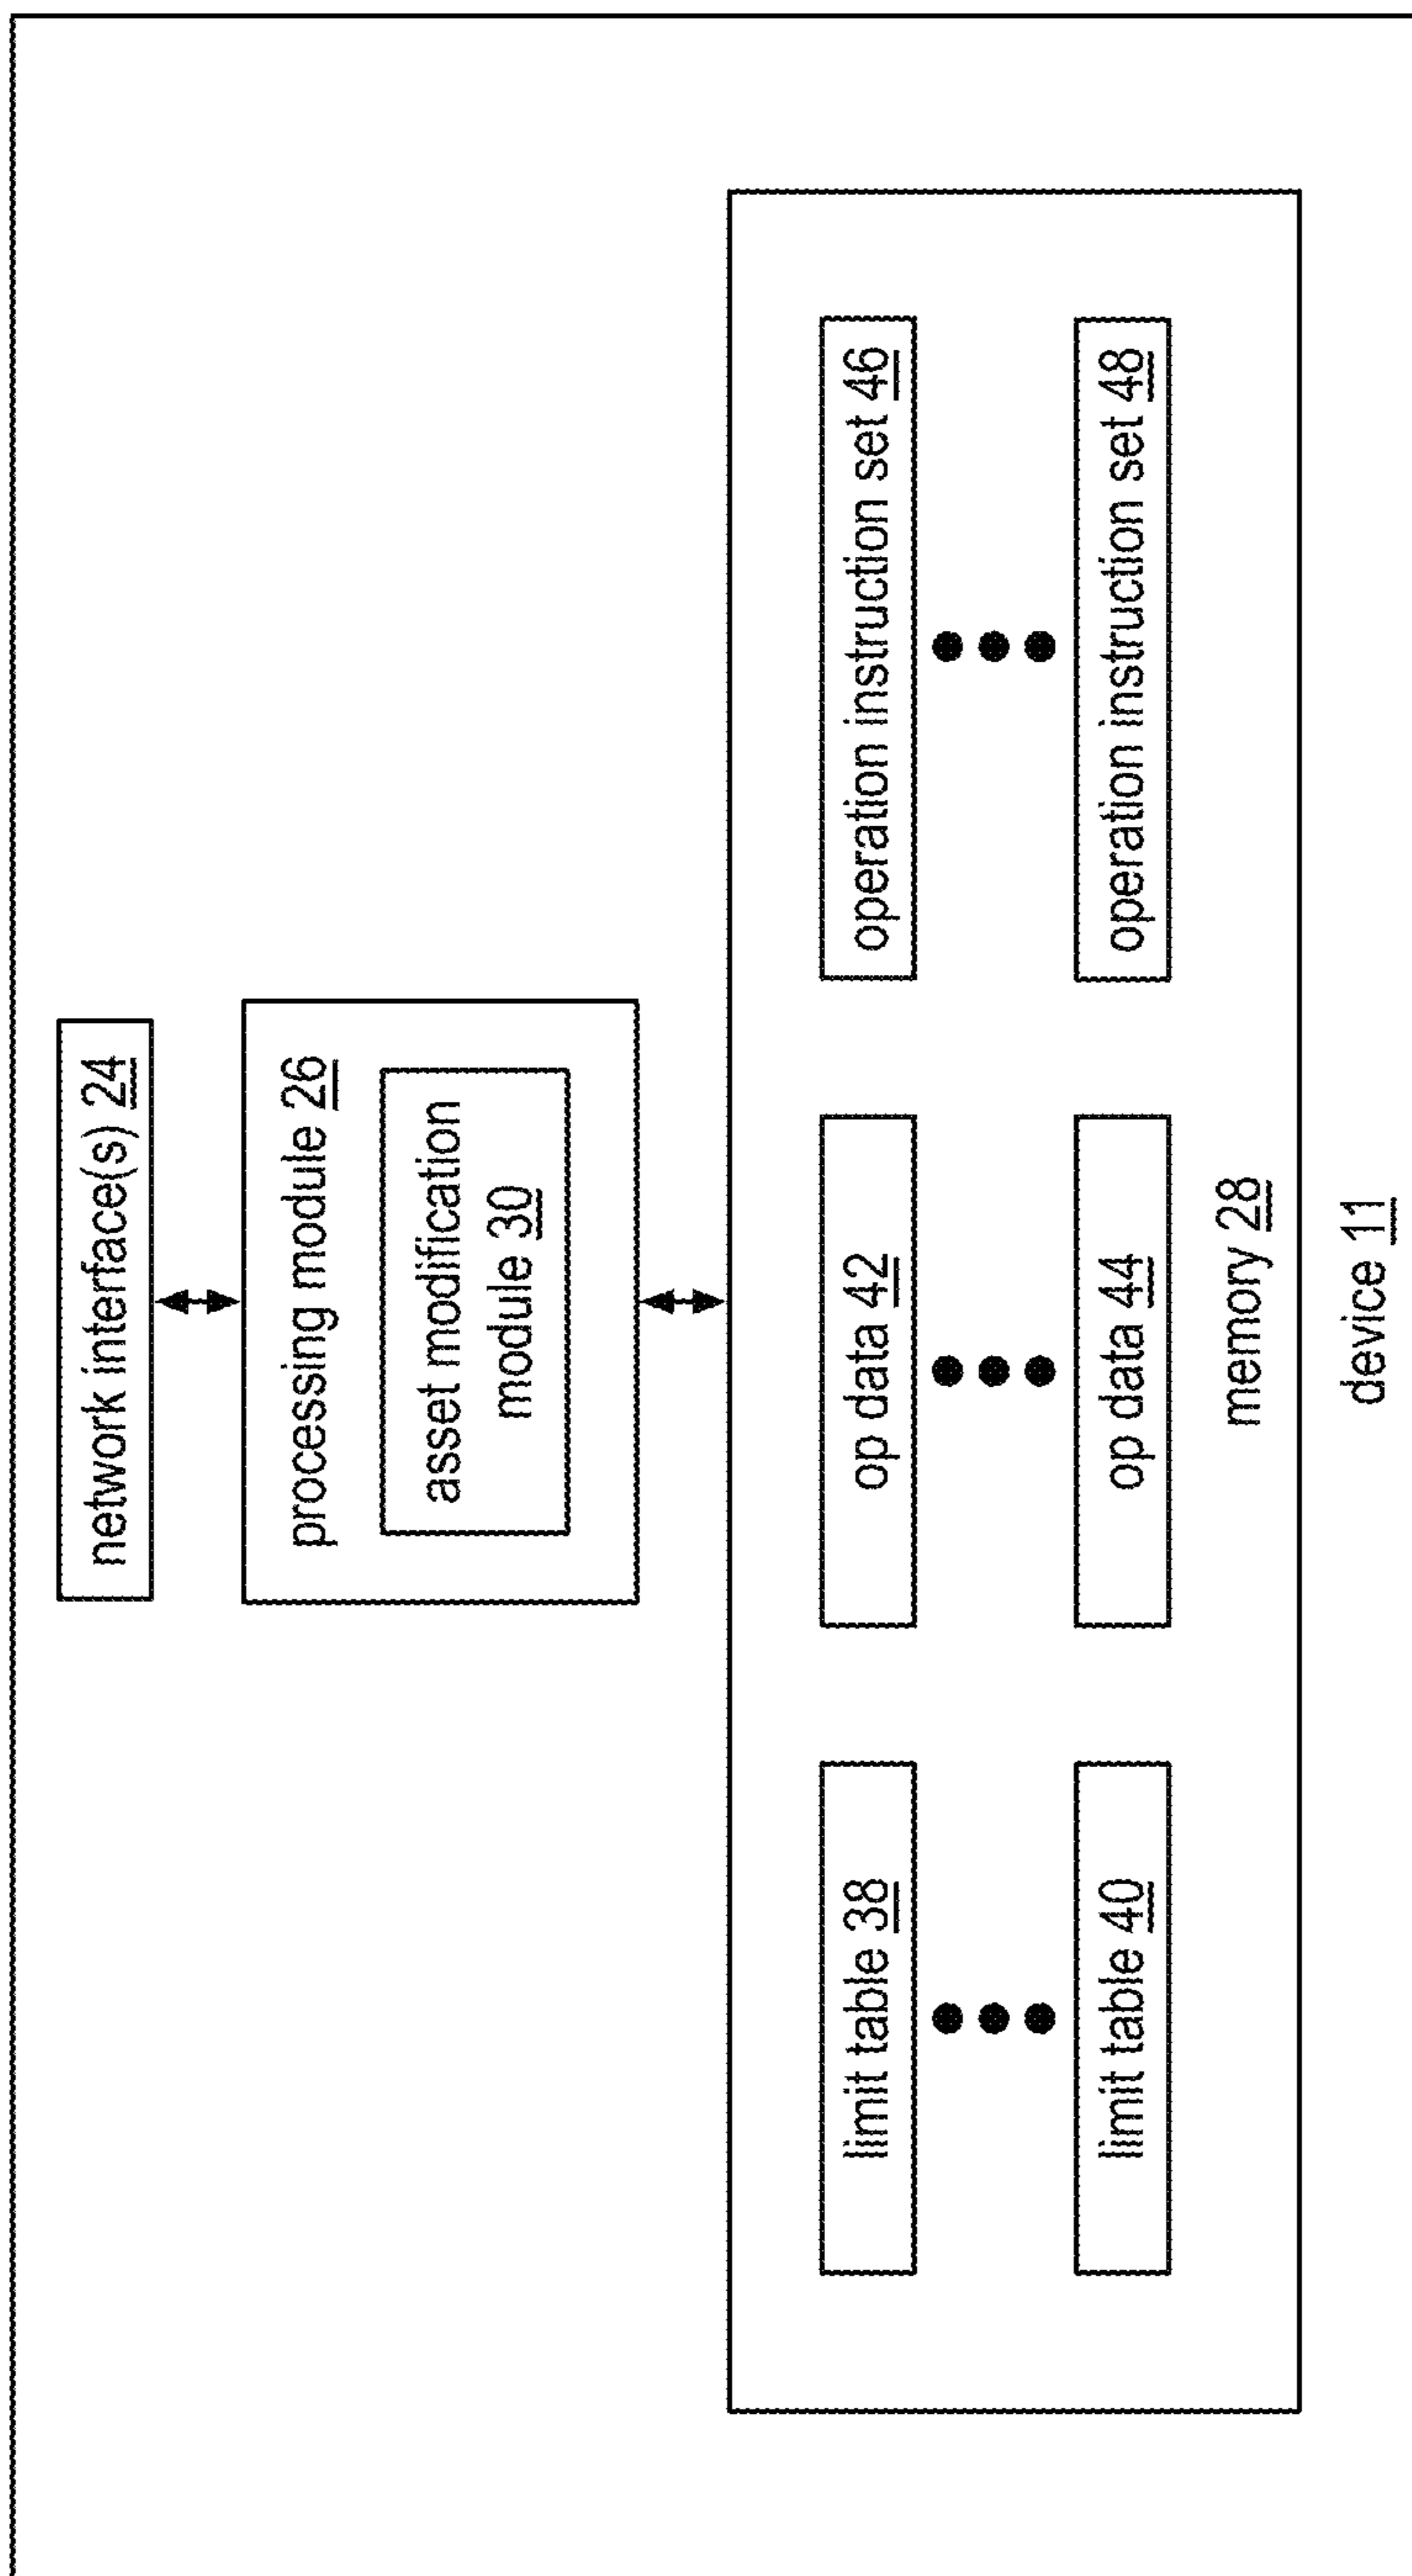 network interface(s) 24
processing module 26
asset modification
module 30
limit table 38
op data 42
operation instruction set 46
limit table 40
op data 44
operation instruction set 48
memory 28
device 11